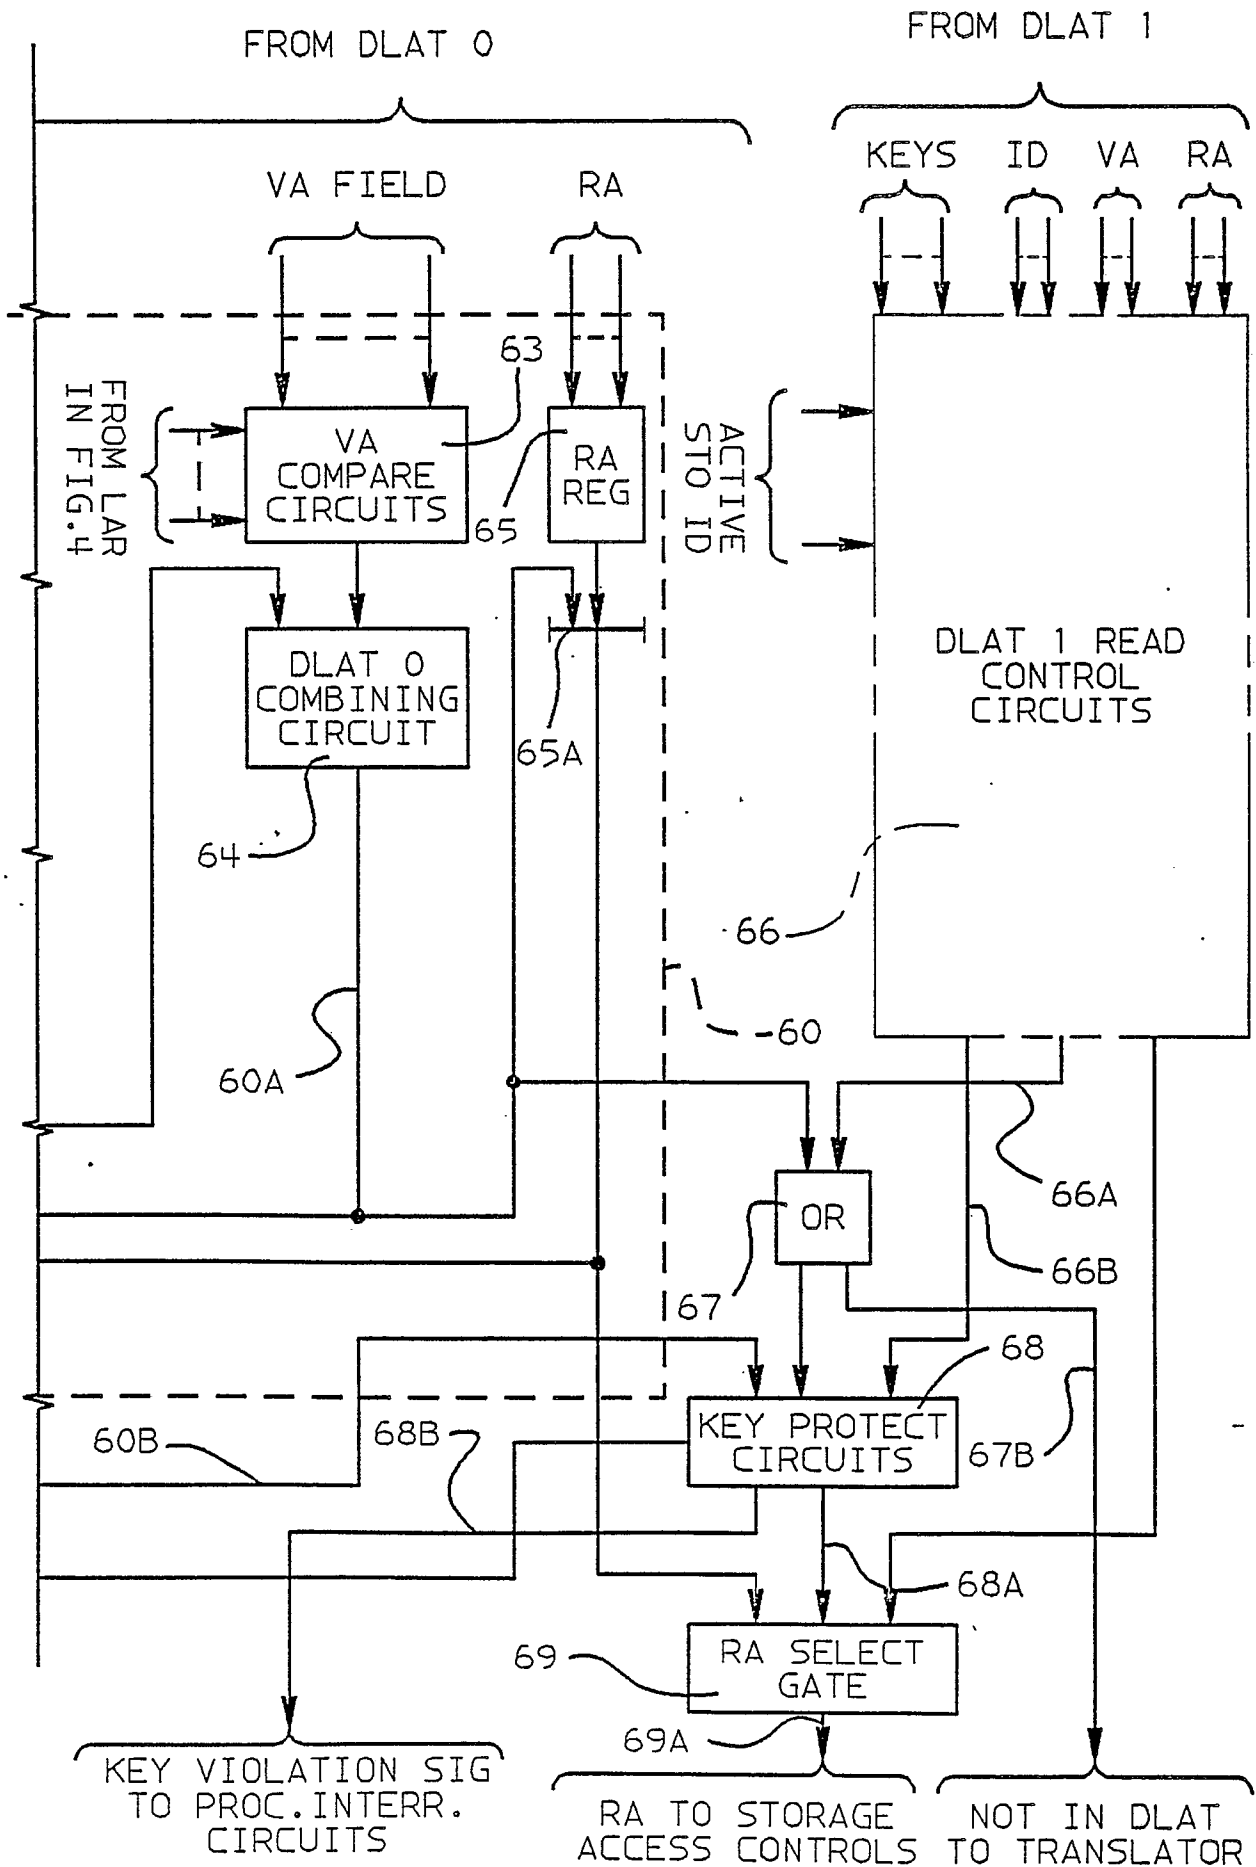 FROM DLAT 0
FROM DLAT 1
KEYS
ID
VA
RA
VA FIELD
RA
63
FROM LAR
IN FIG.4
VA
COMPARE
CIRCUITS
65
RA
REG
ACTIVE
STO ID
DLAT 0
COMBINING
CIRCUIT
65A
DLAT 1 READ
CONTROL
CIRCUITS
64
66
60
60A
66A
OR
66B
67
68
KEY PROTECT
CIRCUITS
60B
68B
67B
68A
RA SELECT
GATE
69
69A
KEY VIOLATION SIG
TO PROC.INTERR.
CIRCUITS
RA TO STORAGE
ACCESS CONTROLS
NOT IN DLAT
TO TRANSLATOR